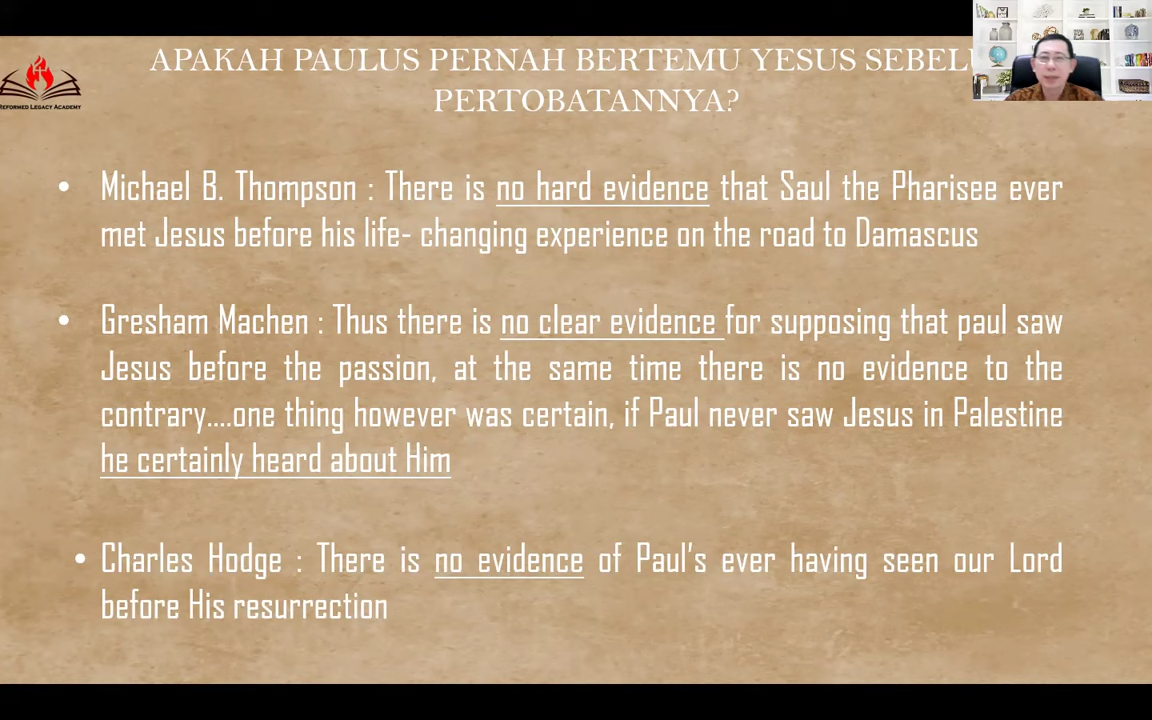 APAKAH PAULUS PERNAH BERTEMU YESUS
PERTOBATANNYA?
REFORMED LEGACY ACADEMY
• Michael B. Thompson : There is no hard evidence that Saul the Pharisee ever
met Jesus before his life- changing experience on the road to Damascus
• Gresham Machen : Thus there is no clear evidence for supposing that paul saw
Jesus before the passion, at the same time there is no evidence to the
contrary....one thing however was certain, if Paul never saw Jesus in Palestine
he certainly heard about Him
• Charles Hodge : There is no evidence of Paul's ever having seen our Lord
before His resurrection